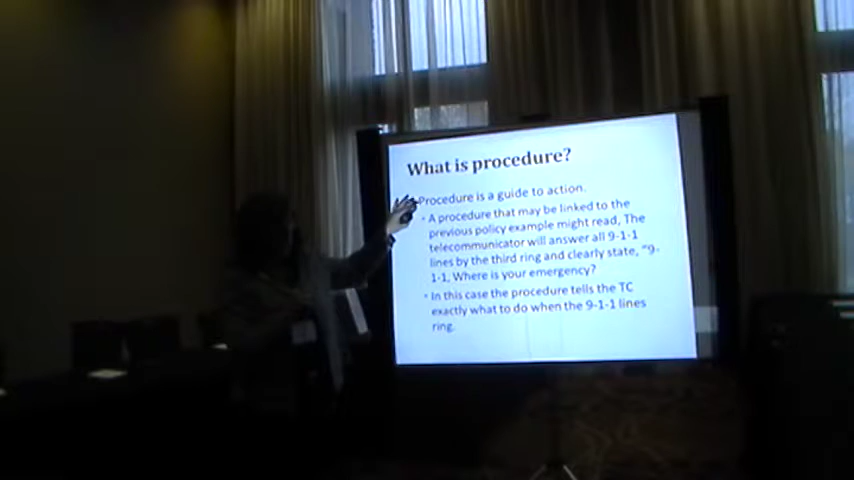 What is procedure?
Procedure is a guide to action.
• A procedure that may be linked to the
previous policy example might read, The
telecommunicator will answer all 9-1-1
lines by the third ring and clearly state, "9-
1-1, Where is your emergency?
• In this case the procedure tells the TC
exactly what to do when the 9-1-1 lines
ring.